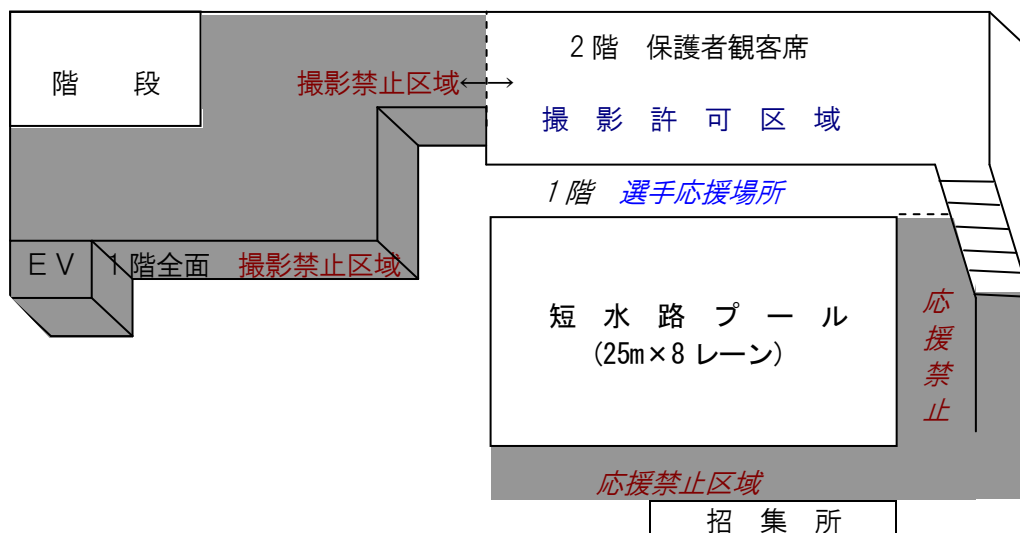 2階 保護者観客席
階 段
撮影禁止区域
撮 影 許 可 区 域
1階 選手応援場所
EV
1階全面 撮影禁止区域
短 水 路 プ ー ル
(25m×8レーン)
応援禁止
応援禁止区域
招 集 所